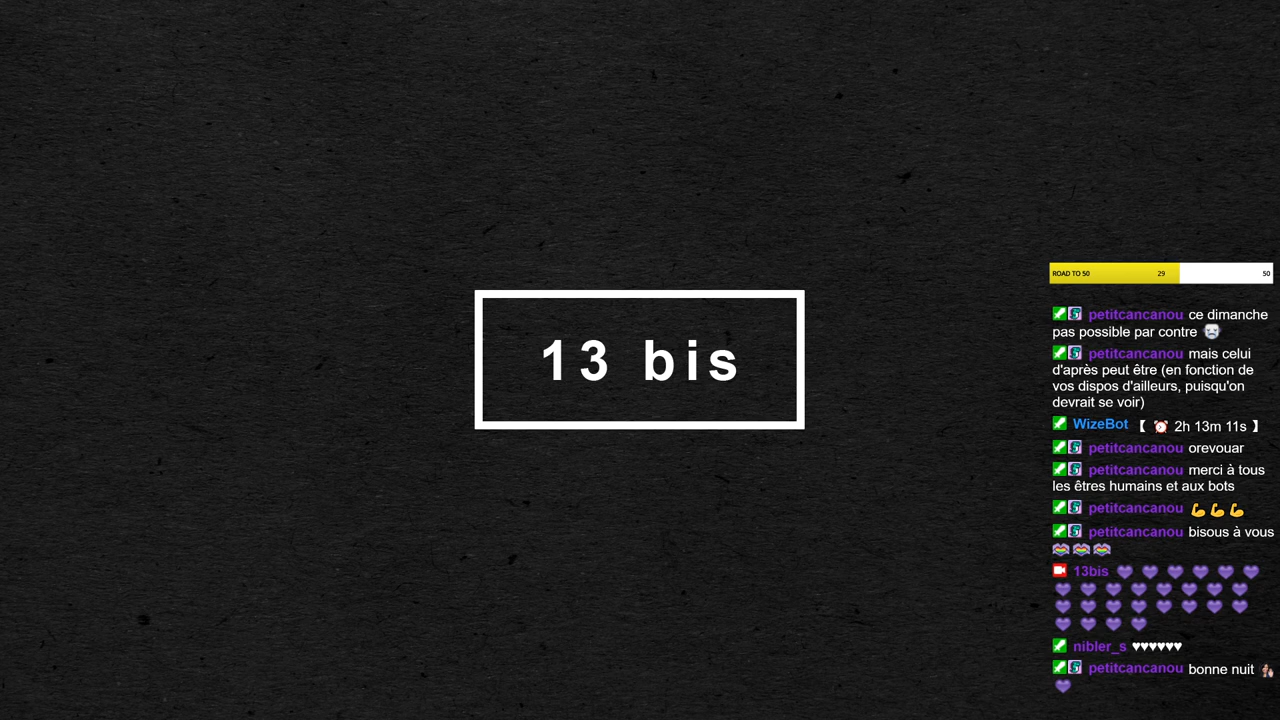 13 bis
ROAD TO 50 29 50
petitcancanou ce dimanche
pas possible par contre
petitcancanou mais celui
d'après peut être (en fonction de
vos dispos d'ailleurs, puisqu'on
devrait se voir)
WizeBot 【 ⏰ 2h 13m 11s 】
petitcancanou orevouar
petitcancanou merci à tous
les êtres humains et aux bots
petitcancanou 💪 💪 💪
petitcancanou bisous à vous
13bis 💜 💜 💜 💜 💜 💜
💜 💜 💜 💜 💜 💜 💜 💜
💜 💜 💜 💜 💜 💜 💜 💜
💜 💜 💜 💜
nibler_s ♥♥♥♥♥♥
petitcancanou bonne nuit
💜